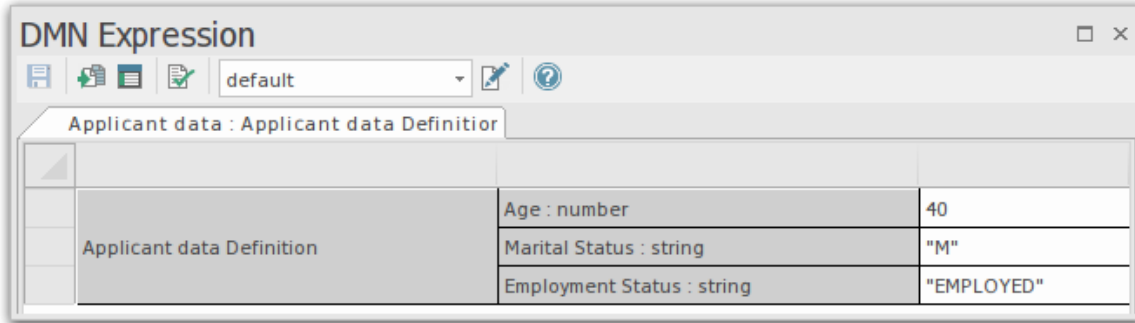 DMN Expression
default
Applicant data : Applicant data Definitior
Age : number 40
Applicant data Definition Marital Status : string "M"
Employment Status : string "EMPLOYED"